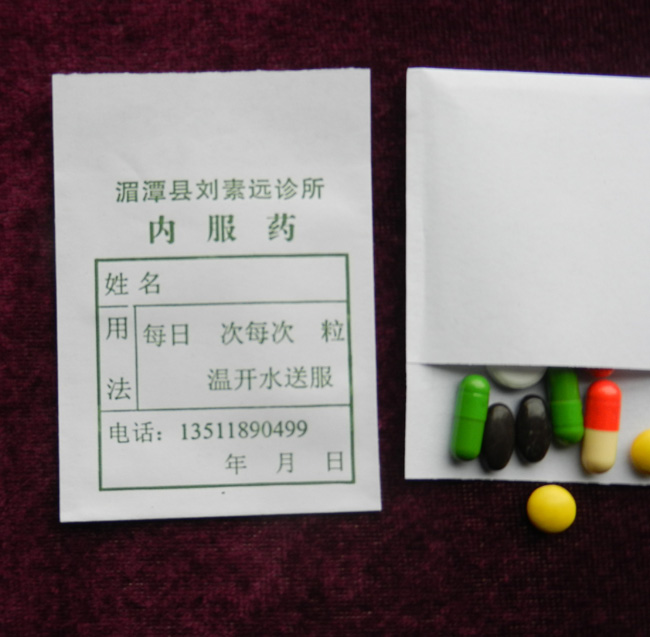 湄潭县刘素远诊所
内 服 药
姓 名
用法
每日 次每次 粒
温开水送服
电话：13511890499
年 月 日